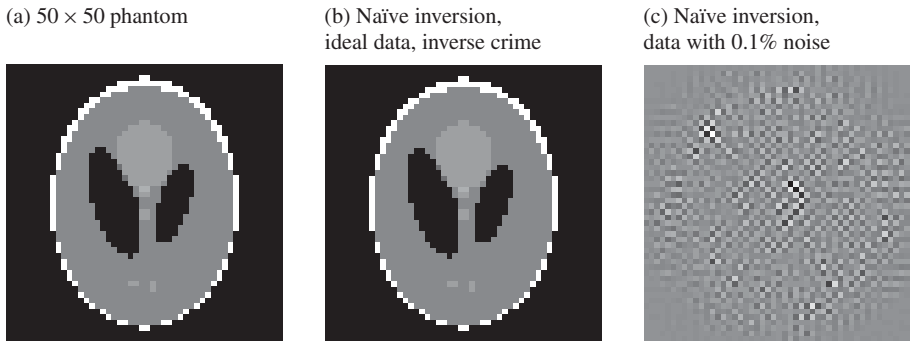 (a) 50 × 50 phantom
(b) Naïve inversion,
ideal data, inverse crime
(c) Naïve inversion,
data with 0.1% noise